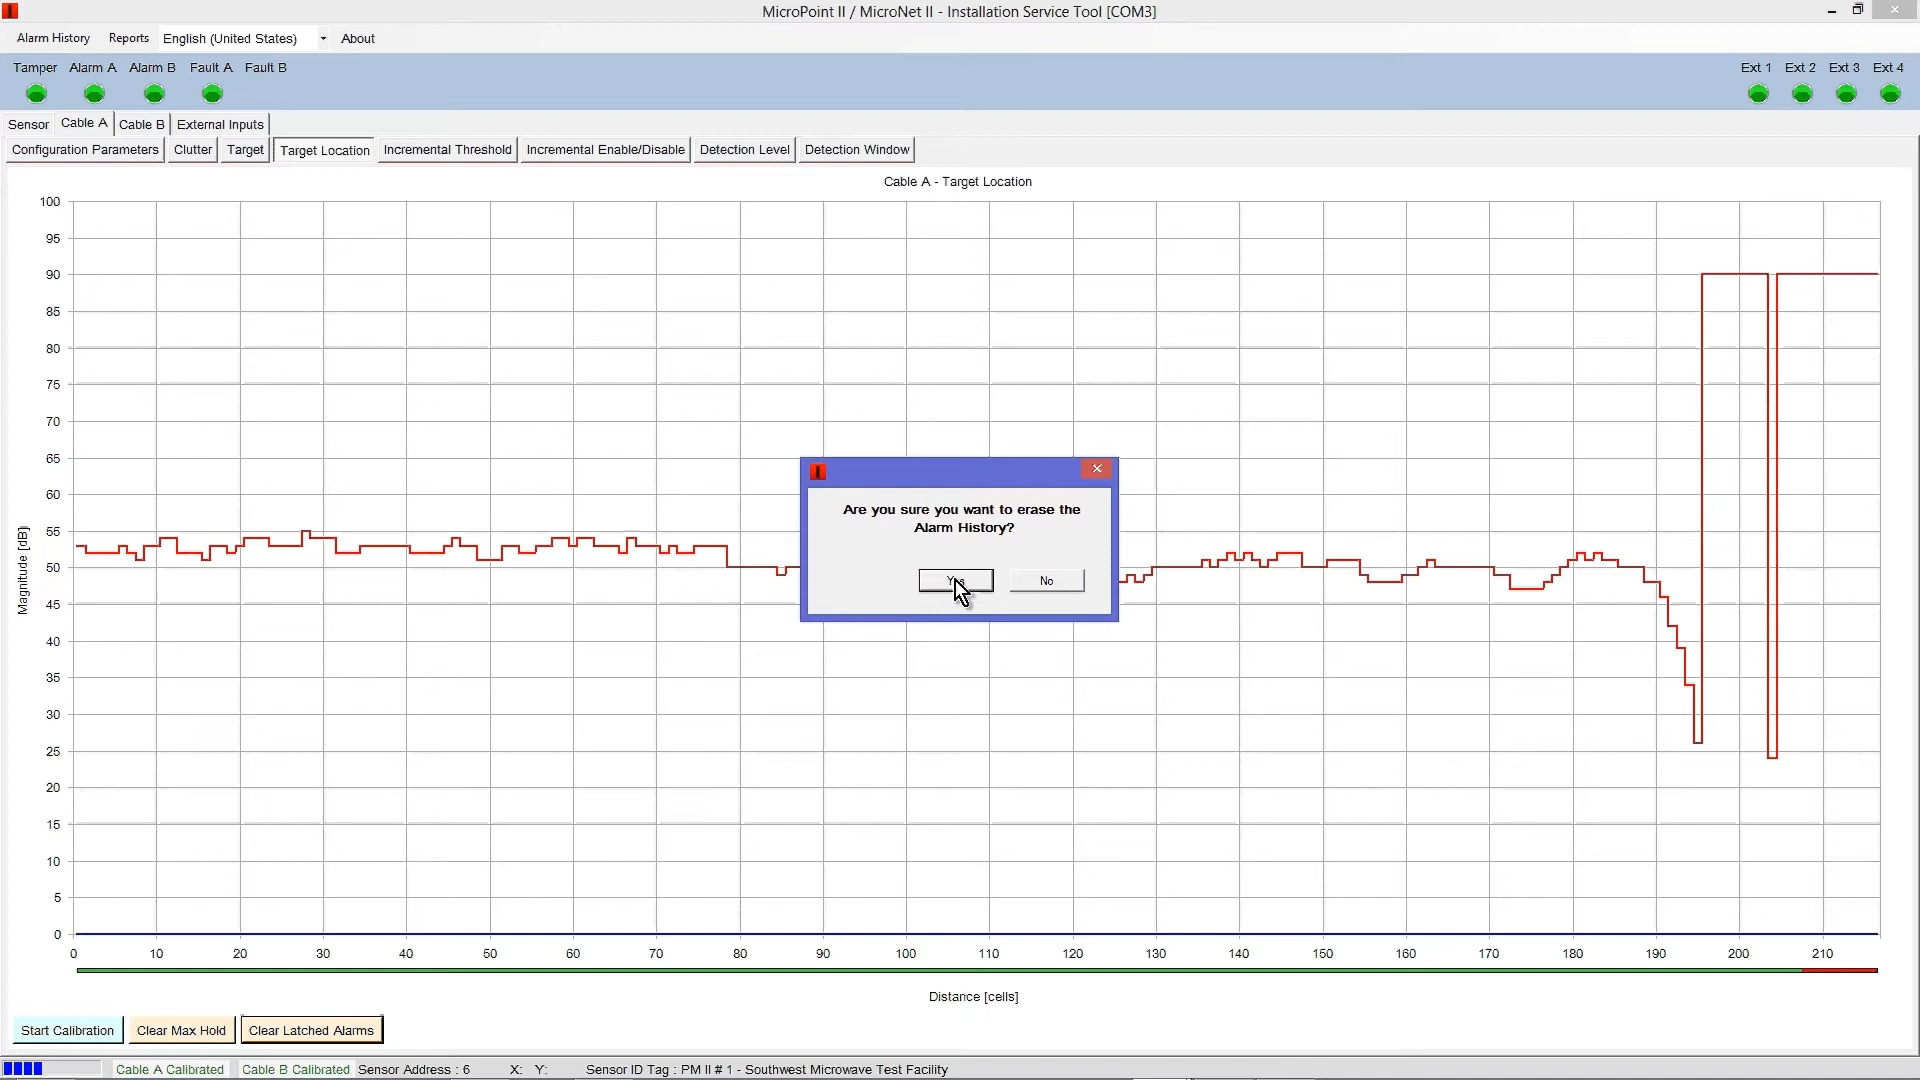 MicroPoint II / MicroNet II - Installation Service Tool [COM3]
Alarm History Reports English (United States) About
Tamper Alarm A Alarm B Fault A Fault B Ext 1 Ext 2 Ext 3 Ext 4
Sensor Cable A Cable B External Inputs
Configuration Parameters Clutter Target Target Location Incremental Threshold Incremental Enable/Disable Detection Level Detection Window
Cable A - Target Location
100
95
90
85
80
75
70
65
60
55
50
45
40
35
30
25
20
15
10
5
0
Magnitude [dB]
Are you sure you want to erase the
Alarm History?
No
0 10 20 30 40 50 60 70 80 90 100 110 120 130 140 150 160 170 180 190 200 210
Distance [cells]
Start Calibration Clear Max Hold Clear Latched Alarms
Cable A Calibrated Cable B Calibrated Sensor Address : 6 X: Y: Sensor ID Tag : PM II # 1 - Southwest Microwave Test Facility